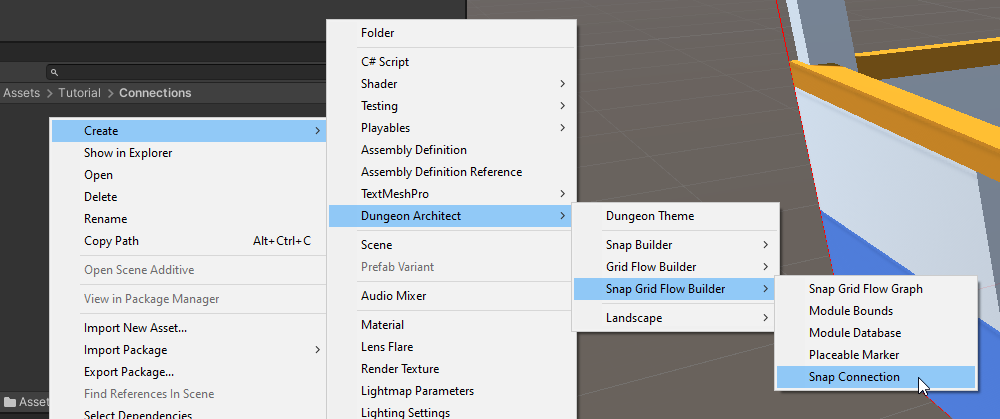 Assets > Tutorial > Connections
Create
Show in Explorer
Open
Delete
Rename
Copy Path Alt+Ctrl+C
Open Scene Additive
View in Package Manager
Import New Asset...
Import Package
Export Package...
Find References In Scene
Select Dependencies
Asset
Folder
C# Script
Shader
Testing
Playables
Assembly Definition
Assembly Definition Reference
TextMeshPro
Dungeon Architect
Scene
Prefab Variant
Audio Mixer
Material
Lens Flare
Render Texture
Lightmap Parameters
Lighting Settings
Dungeon Theme
Snap Builder
Grid Flow Builder
Snap Grid Flow Builder
Landscape
Snap Grid Flow Graph
Module Bounds
Module Database
Placeable Marker
Snap Connection